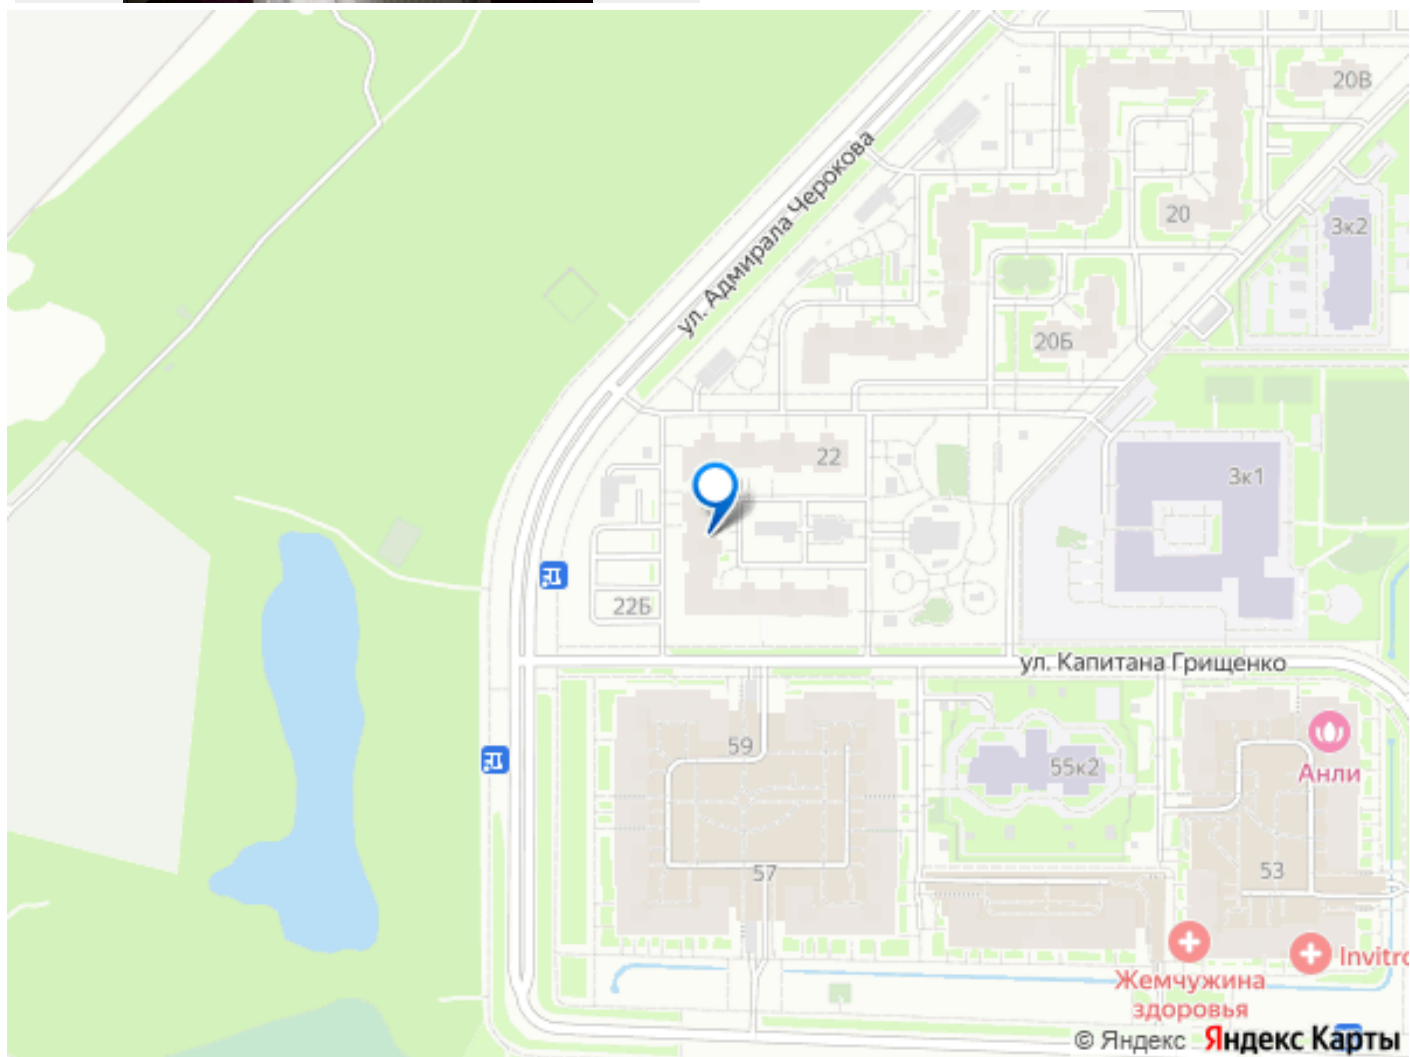 20В
ул. Адмирала Черокова
20
3к2
20Б
22
3к1
22Б
ул. Капитана Грищенко
59
55к2
Анли
57
53
Invitro
Жемчужина
здоровья
© Яндекс Яндекс Карты